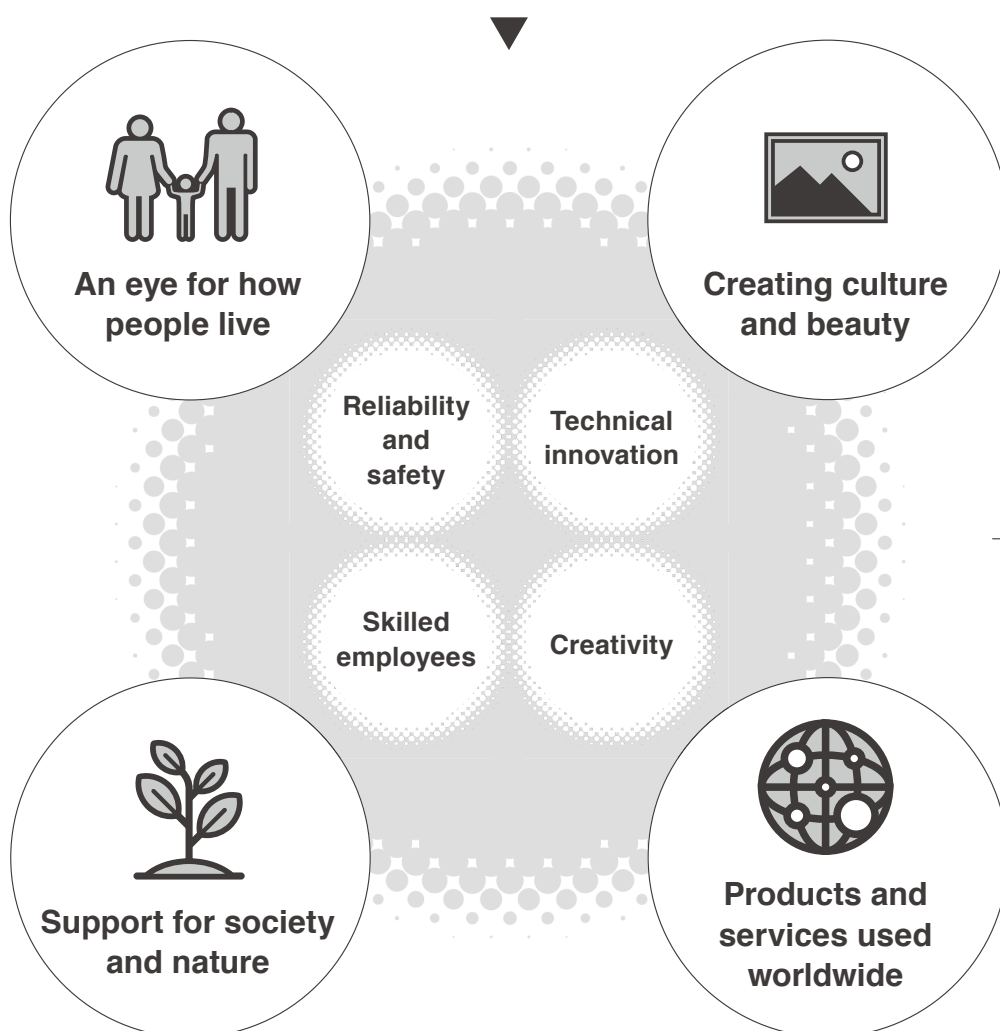 An eye for how
people live
Creating culture
and beauty
Reliability
and
safety
Technical
innovation
Skilled
employees
Creativity
Support for society
and nature
Products and
services used
worldwide